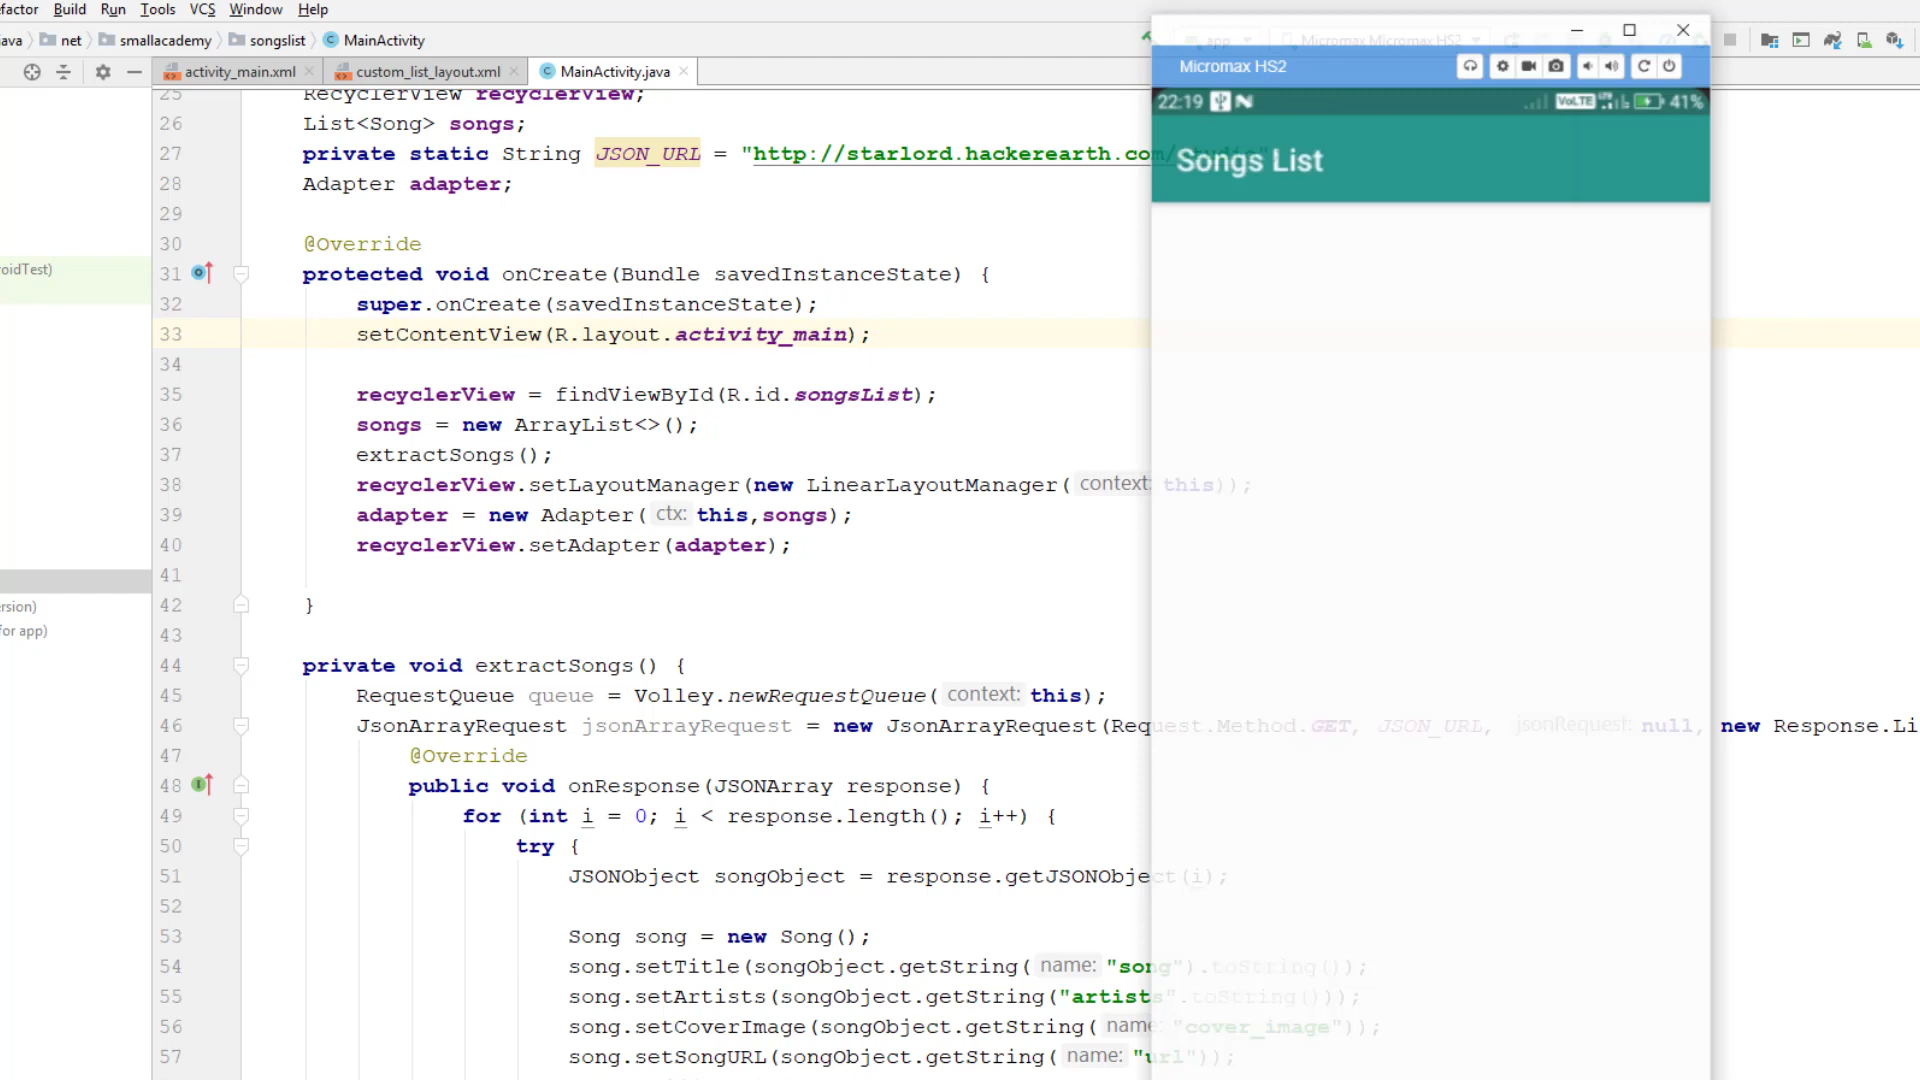 efactor Build Run Tools VCS Window Help
ava net smallacademy songslist MainActivity
app Micromax Micromax HS2
activity_main.xml custom_list_layout.xml MainActivity.java
Micromax HS2
22:19 VoLTE LTE 41%
Songs List
oidTest)
ersion)
for app)
25 RecyclerView recyclerView;
26 List<Song> songs;
27 private static String JSON_URL = "http://starlord.hackerearth.com/
28 Adapter adapter;
29
30 @Override
31 protected void onCreate(Bundle savedInstanceState) {
32 super.onCreate(savedInstanceState);
33 setContentView(R.layout.activity_main);
34
35 recyclerView = findViewById(R.id.songsList);
36 songs = new ArrayList<>();
37 extractSongs();
38 recyclerView.setLayoutManager(new LinearLayoutManager( context: this));
39 adapter = new Adapter( ctx: this,songs);
40 recyclerView.setAdapter(adapter);
41
42 }
43
44 private void extractSongs() {
45 RequestQueue queue = Volley.newRequestQueue( context: this);
46 JsonArrayRequest jsonArrayRequest = new JsonArrayRequest(Request.Method.GET, JSON_URL, jsonRequest: null, new Response.Li
47 @Override
48 public void onResponse(JSONArray response) {
49 for (int i = 0; i < response.length(); i++) {
50 try {
51 JSONObject songObject = response.getJSONObject(i);
52
53 Song song = new Song();
54 song.setTitle(songObject.getString( name: "song").toString());
55 song.setArtists(songObject.getString("artists".toString()));
56 song.setCoverImage(songObject.getString( name: "cover_image"));
57 song.setSongURL(songObject.getString( name: "url"));